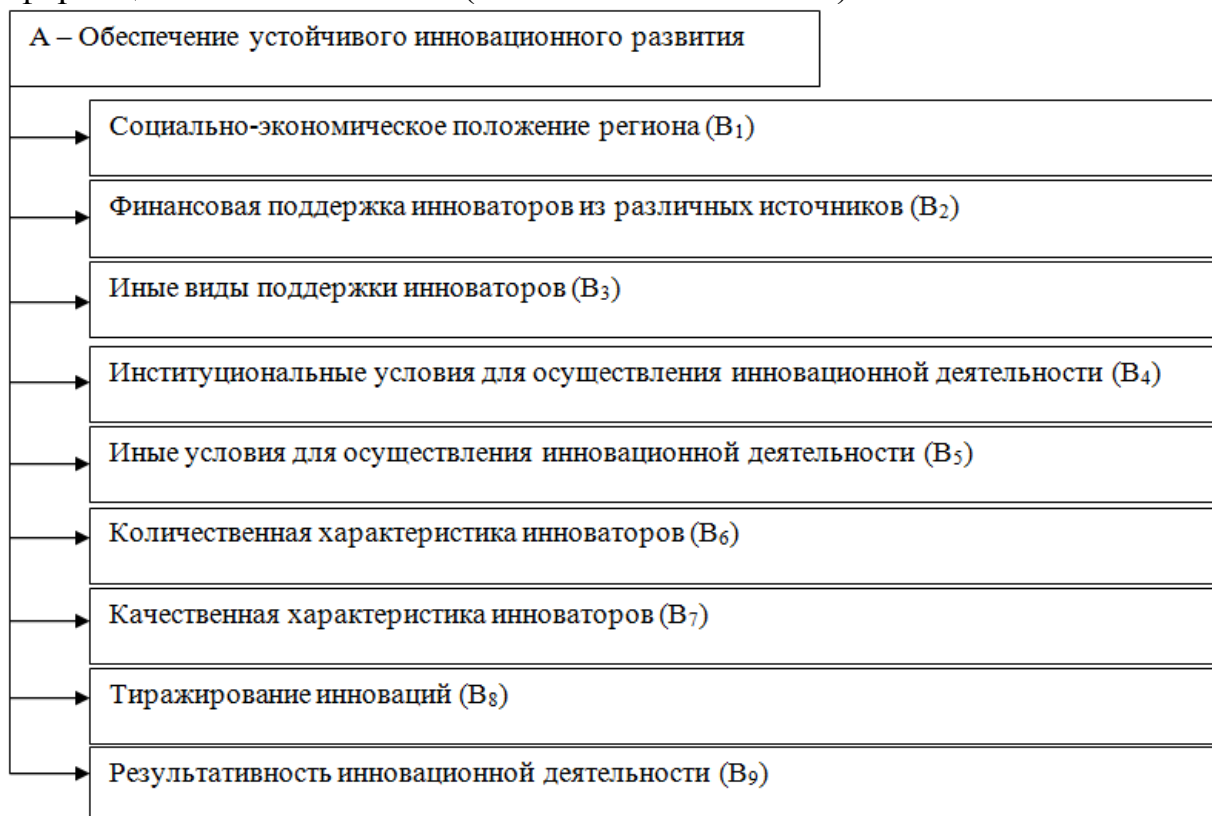 А – Обеспечение устойчивого инновационного развития
Социально-экономическое положение региона (В₁)
Финансовая поддержка инноваторов из различных источников (В₂)
Иные виды поддержки инноваторов (В₃)
Институциональные условия для осуществления инновационной деятельности (В₄)
Иные условия для осуществления инновационной деятельности (В₅)
Количественная характеристика инноваторов (В₆)
Качественная характеристика инноваторов (В₇)
Тиражирование инноваций (В₈)
Результативность инновационной деятельности (В₉)